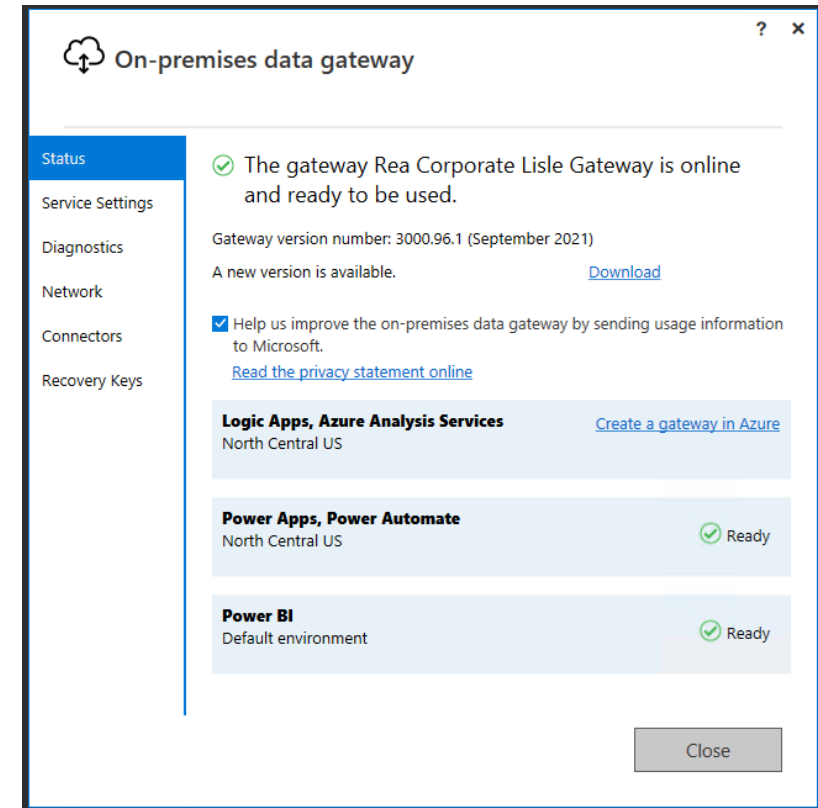 ? ×
On-premises data gateway
Status
Service Settings
Diagnostics
Network
Connectors
Recovery Keys
The gateway Rea Corporate Lisle Gateway is online
and ready to be used.
Gateway version number: 3000.96.1 (September 2021)
A new version is available. Download
Help us improve the on-premises data gateway by sending usage information
to Microsoft.
Read the privacy statement online
Logic Apps, Azure Analysis Services Create a gateway in Azure
North Central US
Power Apps, Power Automate
North Central US
Ready
Power BI
Default environment
Ready
Close